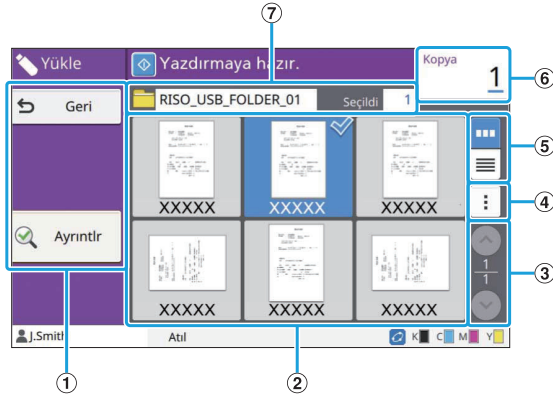 7
Yükle
Yazdırmaya hazır.
Kopya
1
6
Geri
RISO_USB_FOLDER_01
Seçildi
1
5
XXXXX
XXXXX
XXXXX
4
Ayrıntlr
1
1
3
XXXXX
XXXXX
XXXXX
J.Smith
Atıl
K
C
M
Y
1
2